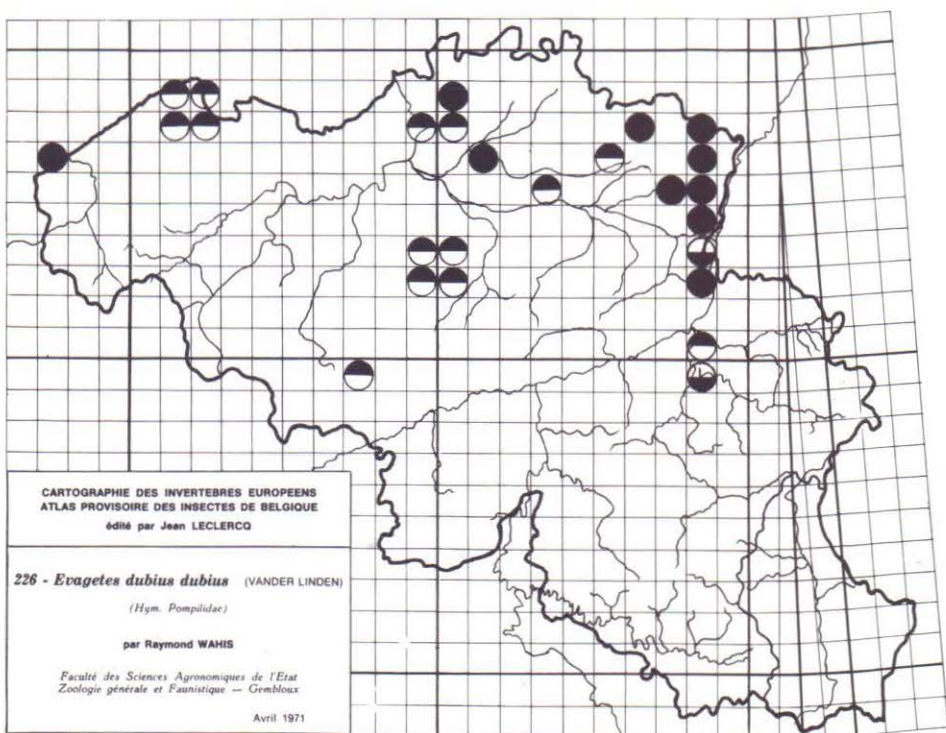 CARTOGRAPHIE DES INVERTEBRES EUROPEENS
ATLAS PROVISOIRE DES INSECTES DE BELGIQUE
édité par Jean LECLERCQ
226 - Evagetes dubius dubius (VANDER LINDEN)
(Hym. Pompilidae)
par Raymond WAHIS
Faculté des Sciences Agronomiques de l'Etat
Zoologie générale et Faunistique — Gembloux
Avril 1971